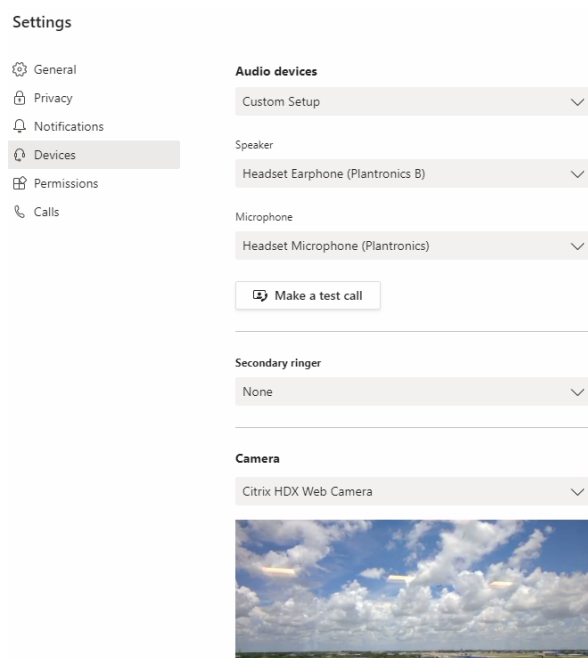 Settings
General
Privacy
Notifications
Devices
Permissions
Calls
Audio devices
Custom Setup
Speaker
Headset Earphone (Plantronics B)
Microphone
Headset Microphone (Plantronics)
Make a test call
Secondary ringer
None
Camera
Citrix HDX Web Camera